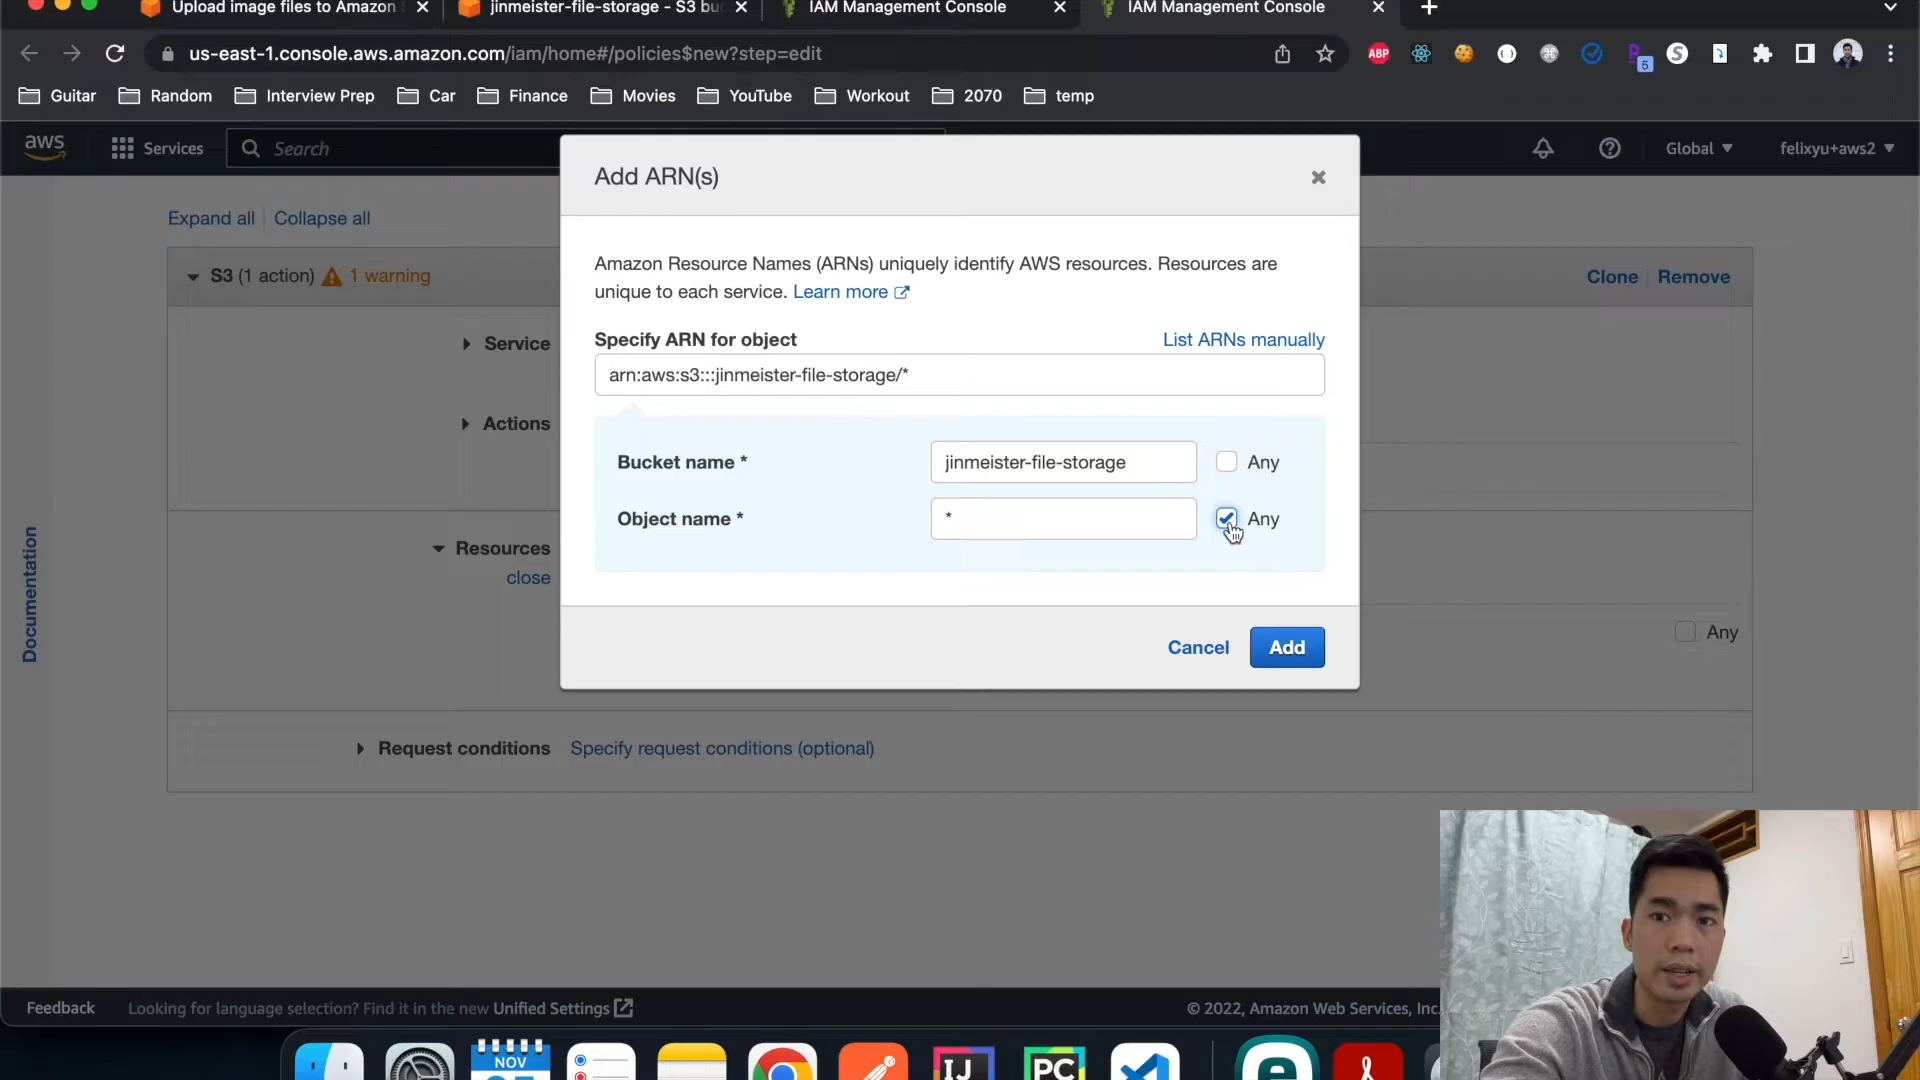 Upload image files to Amazon
jinmeister-file-storage - S3 bu
IAM Management Console
IAM Management Console
us-east-1.console.aws.amazon.com/iam/home#/policies$new?step=edit
ABP
5
Guitar
Random
Interview Prep
Car
Finance
Movies
YouTube
Workout
2070
temp
aws
Services
Search
Global
felixyu+aws2
Add ARN(s)
Expand all
Collapse all
Amazon Resource Names (ARNs) uniquely identify AWS resources. Resources are
unique to each service. Learn more
S3 (1 action) 1 warning
Clone
Remove
Specify ARN for object
List ARNs manually
Service
arn:aws:s3:::jinmeister-file-storage/*
Actions
Bucket name *
jinmeister-file-storage
Any
Object name *
*
Any
Resources
close
Documentation
Any
Cancel
Add
Request conditions
Specify request conditions (optional)
Feedback
Looking for language selection? Find it in the new Unified Settings
© 2022, Amazon Web Services, Inc.
NOV
IJ
PC